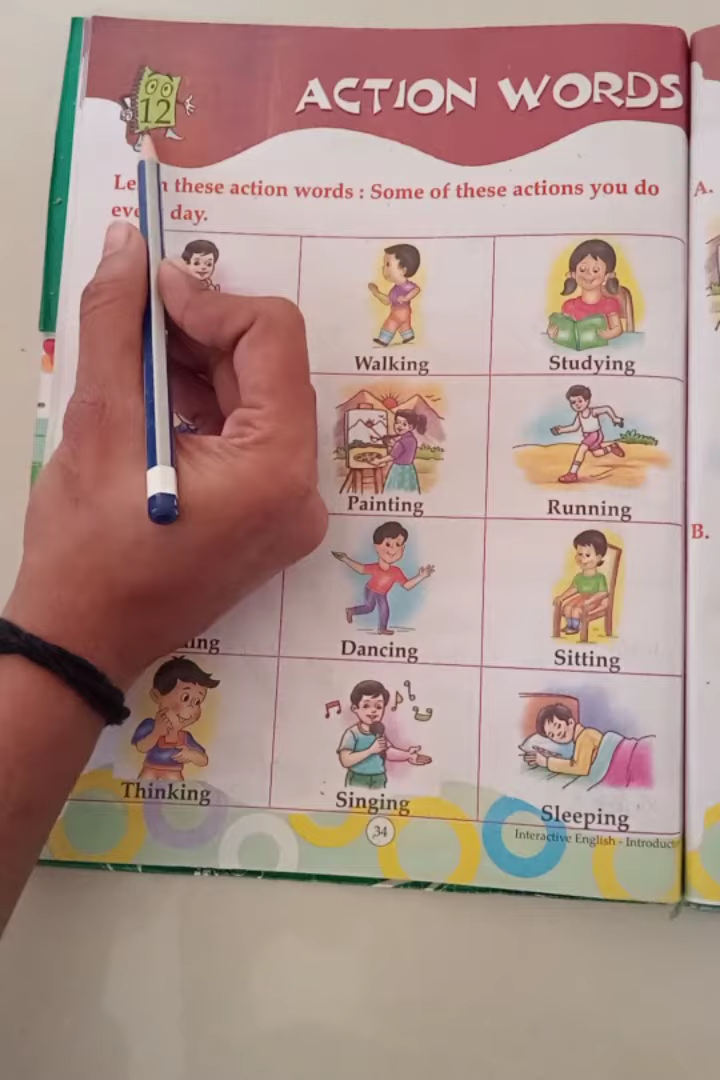 12
ACTION WORDS
these action words : Some of these actions you do
day.
Walking
Studying
Painting
Running
Dancing
Sitting
Thinking
Singing
Sleeping
34
Interactive English - Introduct
A.
B.